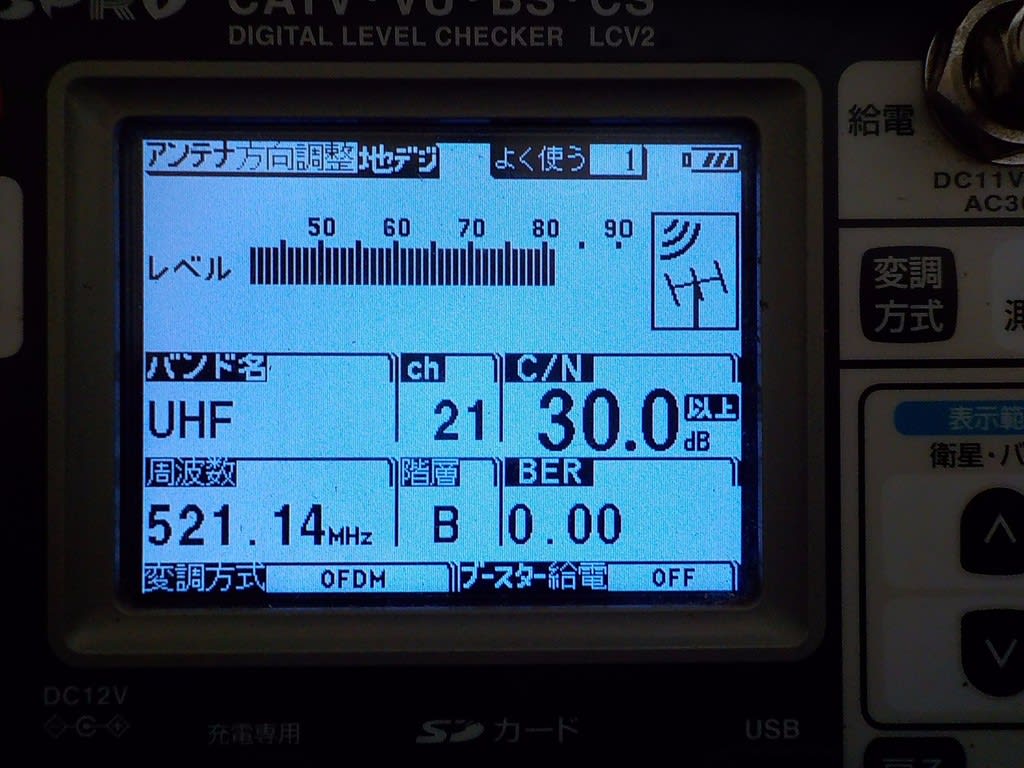 CATV・VU・BS・CS
DIGITAL LEVEL CHECKER LCV2
アンテナ方向調整 地デジ よく使う 1
50 60 70 80 90
レベル
バンド名 ch C/N
UHF 21 30.0 以上 dB
周波数 階層 BER
521.14MHz B 0.00
変調方式 OFDM ブースター給電 OFF
DC12V
充電専用 SD カード USB
給電
DC11V
変調
方式
衛星・